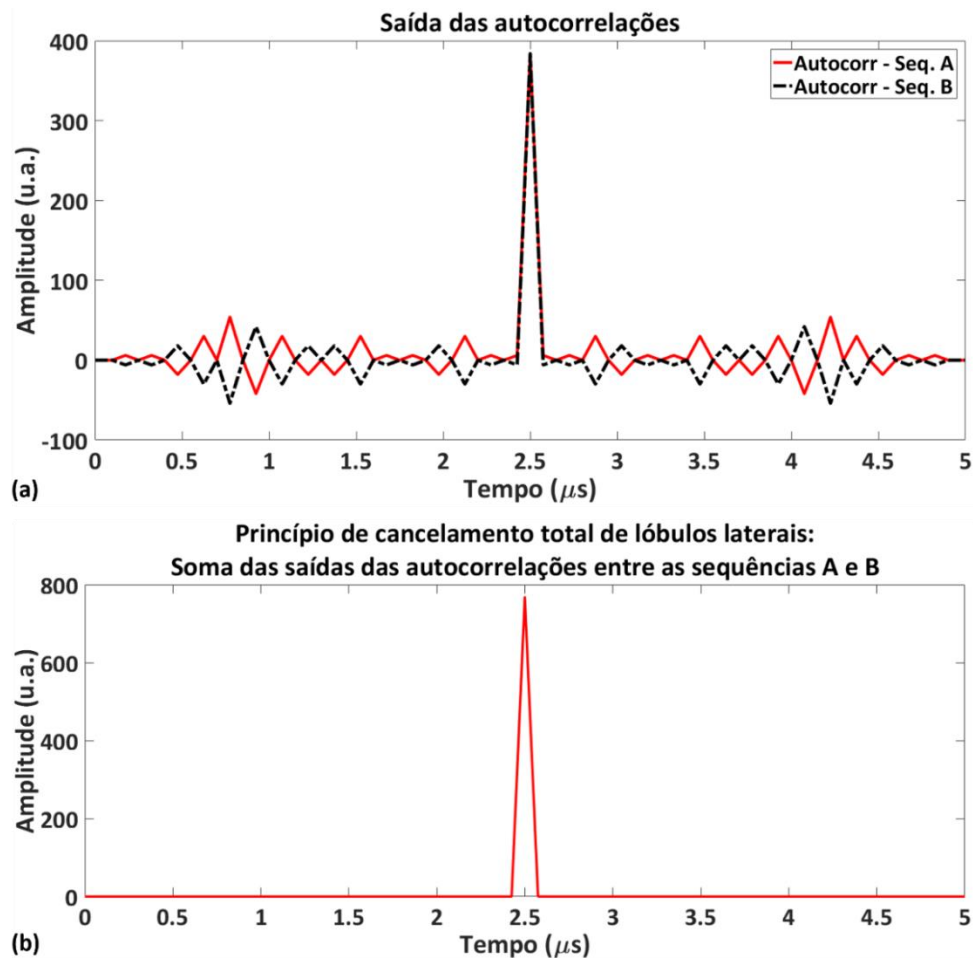 Saída das autocorrelações
Autocorr - Seq. A
Autocorr - Seq. B
Amplitude (u.a.)
400
300
200
100
0
-100
0 0.5 1 1.5 2 2.5 3 3.5 4 4.5 5
Tempo (μs)
(a)
Princípio de cancelamento total de lóbulos laterais:
Soma das saídas das autocorrelações entre as sequências A e B
Amplitude (u.a.)
800
600
400
200
0
0 0.5 1 1.5 2 2.5 3 3.5 4 4.5 5
Tempo (μs)
(b)